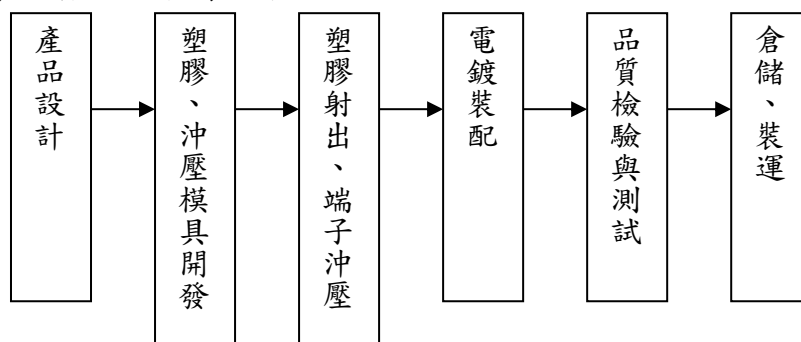 產品設計
塑膠、沖壓模具開發
塑膠射出、端子沖壓
電鍍裝配
品質檢驗與測試
倉儲、裝運